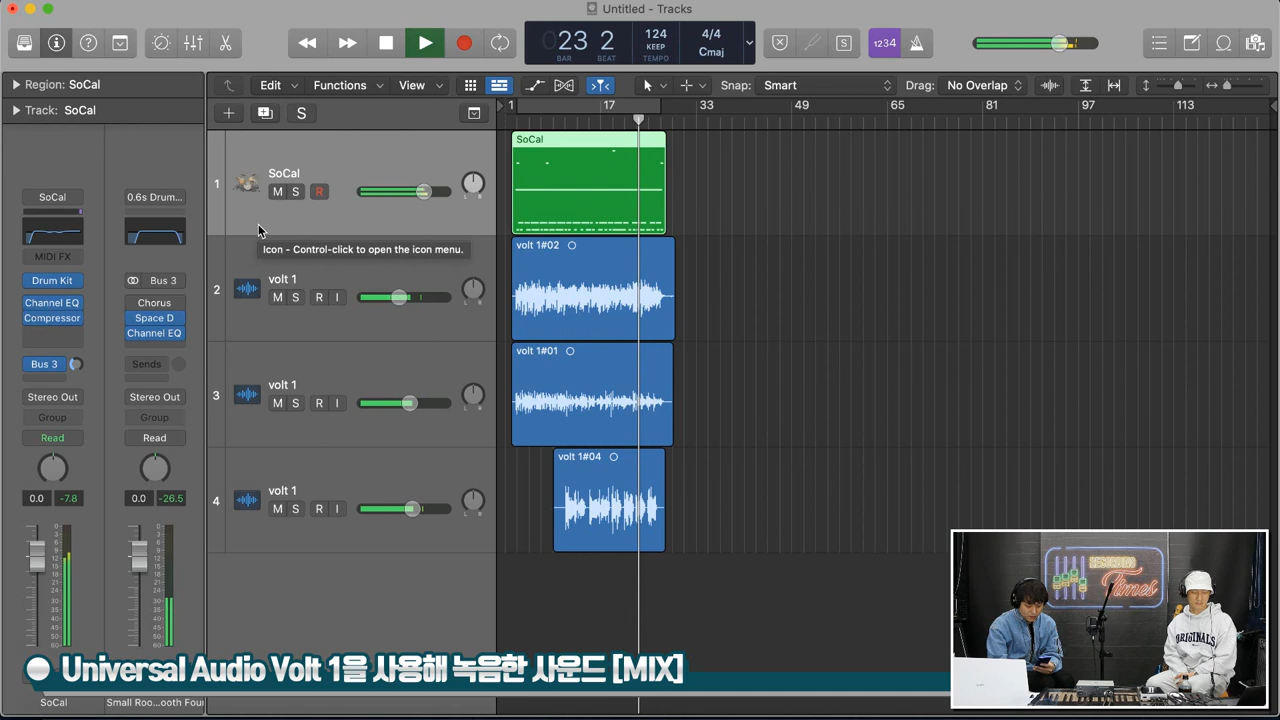 Untitled - Tracks
023 2
BAR BEAT
124
KEEP
TEMPO
4/4
Cmaj
S
1234
Region: SoCal
Track: SoCal
Edit
Functions
View
Snap: Smart
Drag: No Overlap
S
1 17 33 49 65 81 97 113
SoCal
0.6s Drum...
MIDI FX
Drum Kit
Bus 3
Channel EQ
Compressor
Chorus
Space D
Channel EQ
Bus 3
Sends
Stereo Out
Stereo Out
Group
Group
Read
Read
0.0 -7.8
0.0 -26.5
1
SoCal
M S R
L R
Icon - Control-click to open the icon menu.
2
volt 1
M S R I
L R
3
volt 1
M S R I
L R
4
volt 1
M S R I
L R
SoCal
volt 1#02
volt 1#01
volt 1#04
Times
ORIGINALS
Universal Audio Volt 1을 사용해 녹음한 사운드 [MIX]
SoCal
Small Roo...ooth Four